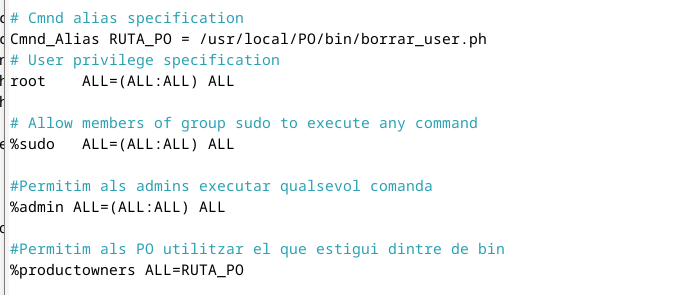 # Cmnd alias specification
Cmnd_Alias RUTA_PO = /usr/local/PO/bin/borrar_user.ph
# User privilege specification
root    ALL=(ALL:ALL) ALL
# Allow members of group sudo to execute any command
%sudo   ALL=(ALL:ALL) ALL
#Permitim als admins executar qualsevol comanda
%admin ALL=(ALL:ALL) ALL
#Permitim als PO utilitzar el que estigui dintre de bin
%productowners ALL=RUTA_PO